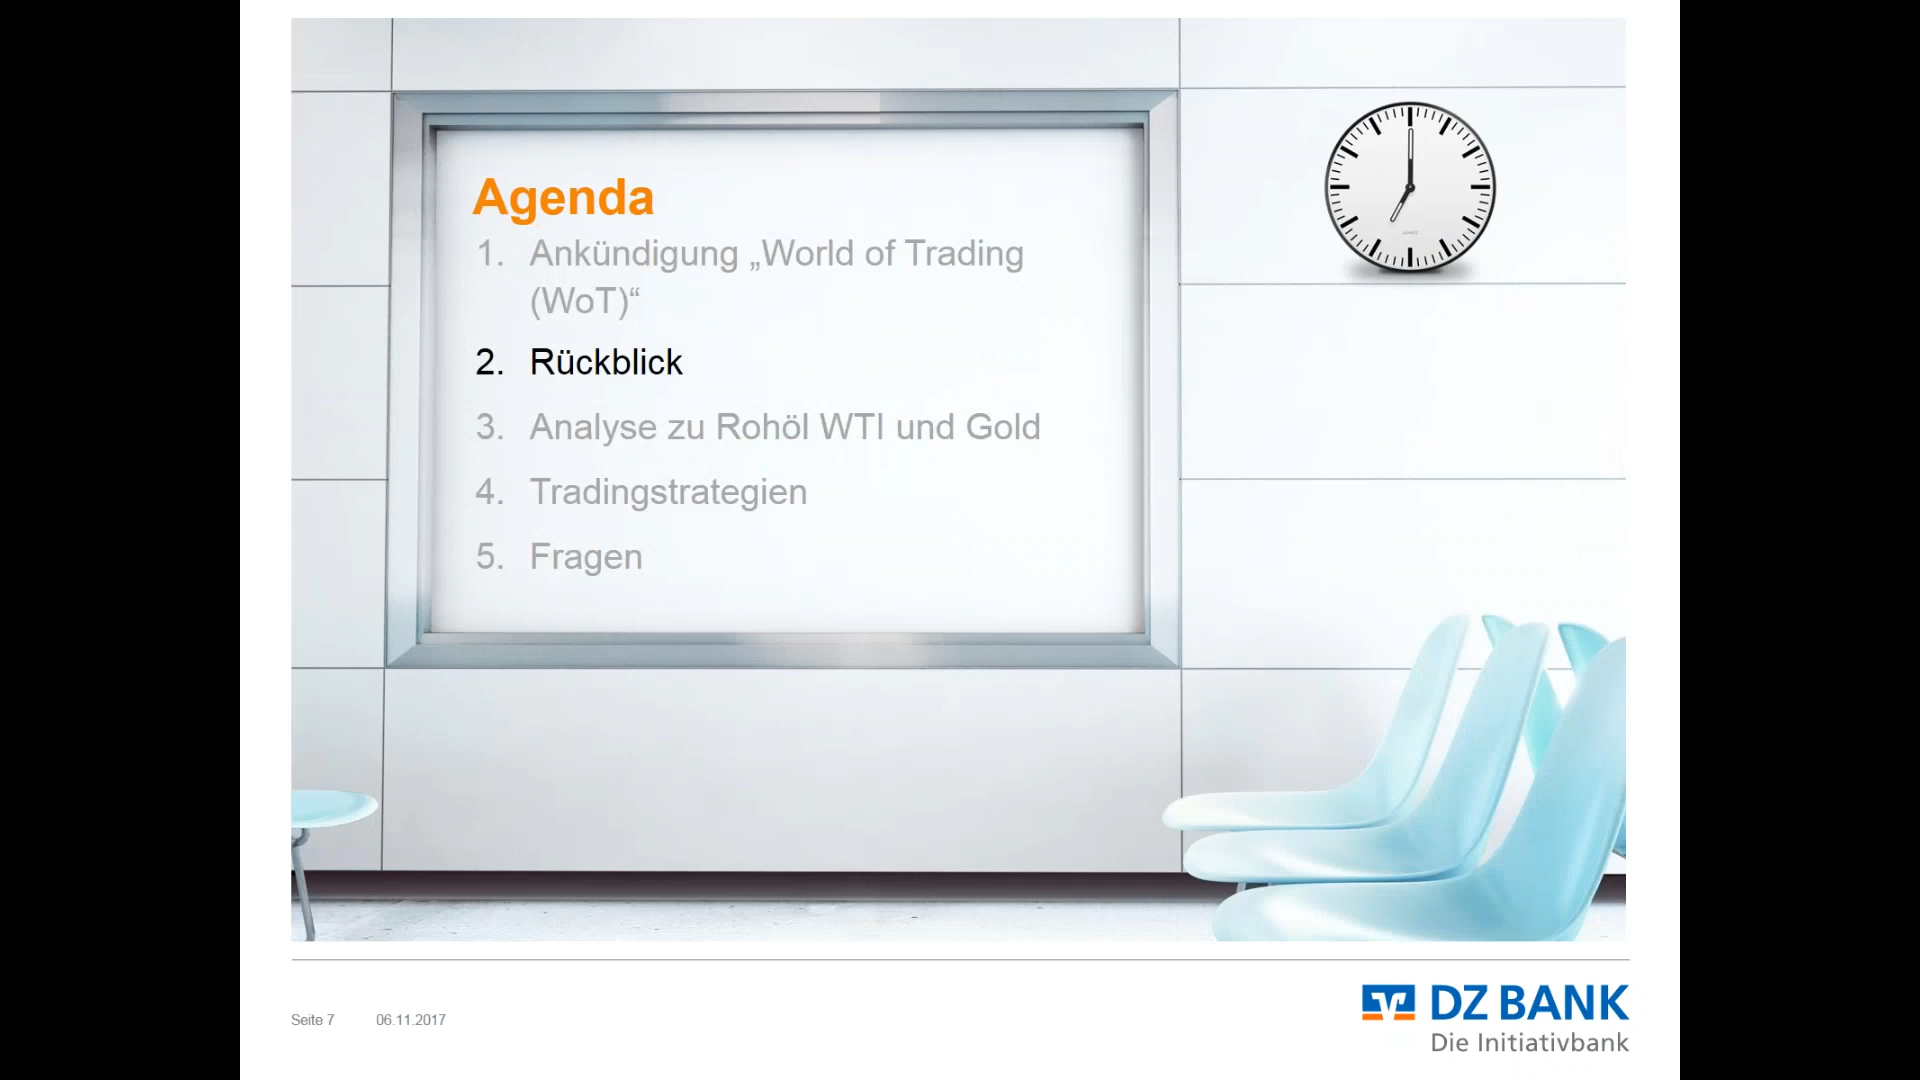 Agenda
1. Ankündigung „World of Trading
(WoT)“
2. Rückblick
3. Analyse zu Rohöl WTI und Gold
4. Tradingstrategien
5. Fragen
Seite 7 06.11.2017
DZ BANK
Die Initiativbank